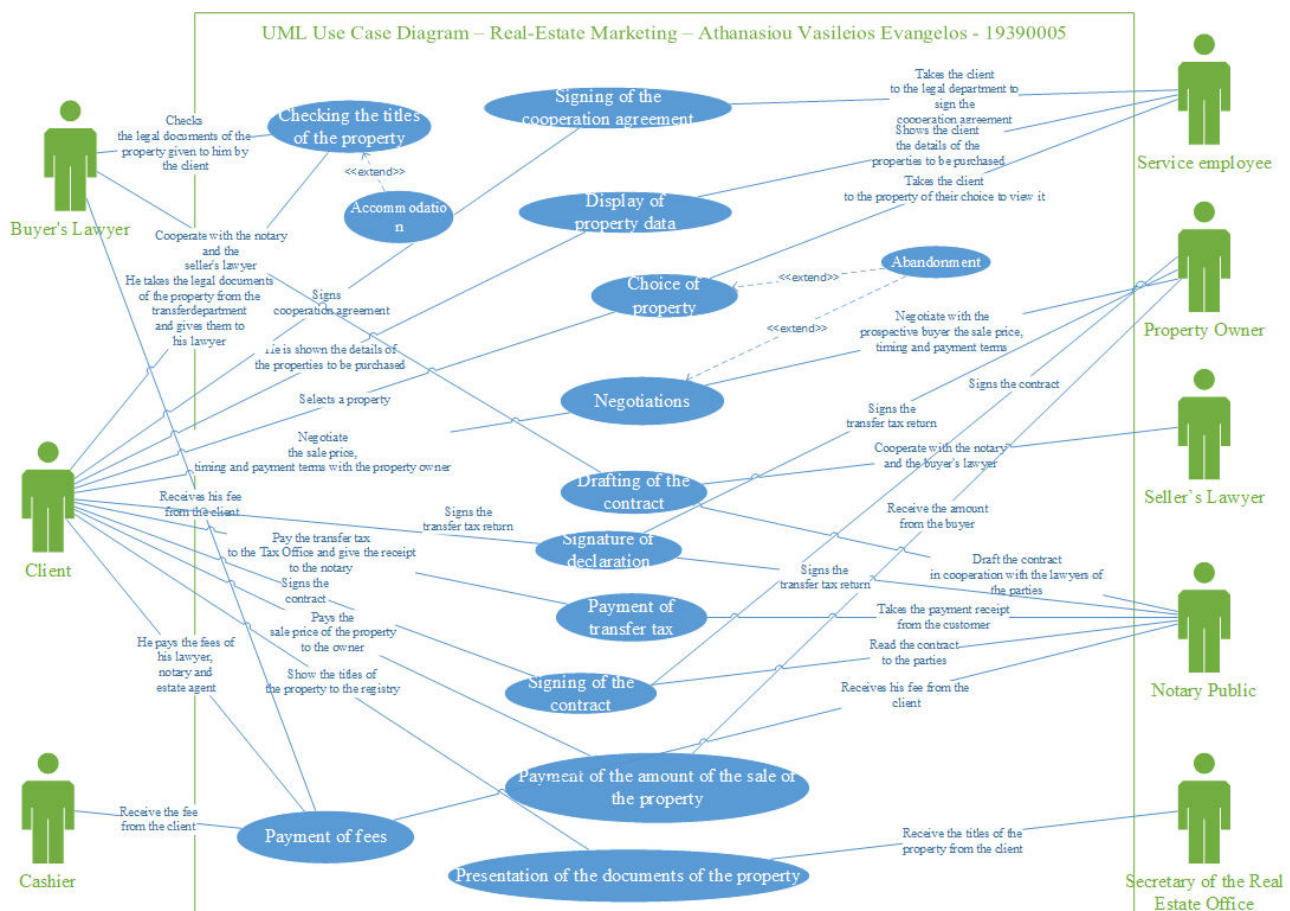 UML Use Case Diagram – Real-Estate Marketing – Athanasiou Vasileios Evangelos - 19390005
Buyer's Lawyer
Client
Cashier
Service employee
Property Owner
Seller`s Lawyer
Notary Public
Secretary of the Real
Estate Office
Checking the titles
of the property
<<extend>>
Accommodatio
n
Signing of the
cooperation agreement
Display of
property data
Choice of
property
<<extend>>
Abandonment
<<extend>>
Negotiations
Drafting of the
contract
Signature of
declaration
Payment of
transfer tax
Signing of the
contract
Payment of the amount of the sale of
the property
Payment of fees
Presentation of the documents of the property
Checks
the legal documents of the
property given to him by
the client
Cooperate with the notary
and the
seller's lawyer
He takes the legal documents
of the property from the
transferdepartment
and gives them to
his lawyer
Signs
cooperation agreement
He is shown the details of
the properties to be purchased
Selects a property
Negotiate
the sale price,
timing and payment terms with the property owner
Receives his fee
from the client
Signs the
transfer tax return
Pay the transfer tax
to the Tax Office and give the receipt
to the notary
Signs the
contract
Pays the
sale price of the property
to the owner
He pays the fees of
his lawyer,
notary and
estate agent
Show the titles of
the property to the registry
Receive the fee
from the client
Takes the client
to the legal department to
sign the
cooperation agreement
Shows the client
the details of the
properties to be purchased
Takes the client
to the property of their choice to view it
Negotiate with the
prospective buyer the sale price,
timing and payment terms
Signs the contract
Signs the
transfer tax return
Cooperate with the notary
and the buyer's lawyer
Receive the amount
from the buyer
Draft the contract
in cooperation with the lawyers of
the parties
Signs the
transfer tax return
Takes the payment receipt
from the customer
Read the contract
to the parties
Receives his fee from the
client
Receive the titles of the
property from the client